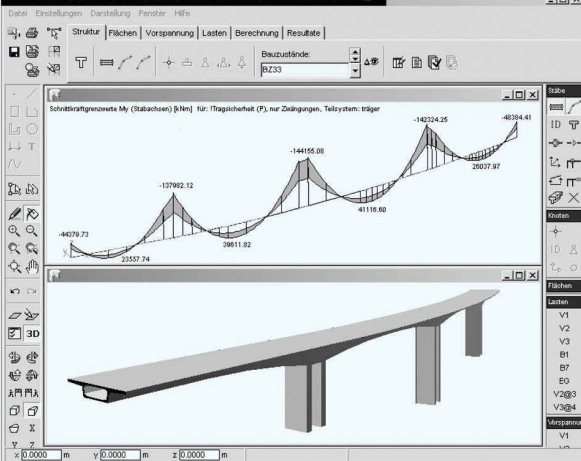 Datei Einstellungen Darstellung Fenster Hilfe
Struktur Flächen Vorspannung Lasten Berechnung Resultate
Bauzustände:
BZ33
Schnittkraftgrenzwerte My (Stabachsen) [kNm] für: !Tragsicherheit (P), nur Zwängungen, Teilsystem: träger
-48384.41
-142324.25
-144155.08
-137982.12
26037.97
41116.60
39611.82
-44379.73
23557.74
3D
Stäbe
ID
Knoten
ID
Flächen
Lasten
V1
V2
V3
B1
B7
EG
V2@3
V3@4
Vorspannu
V1
X
Y Z
x 0.0000 m y 0.0000 m z 0.0000 m